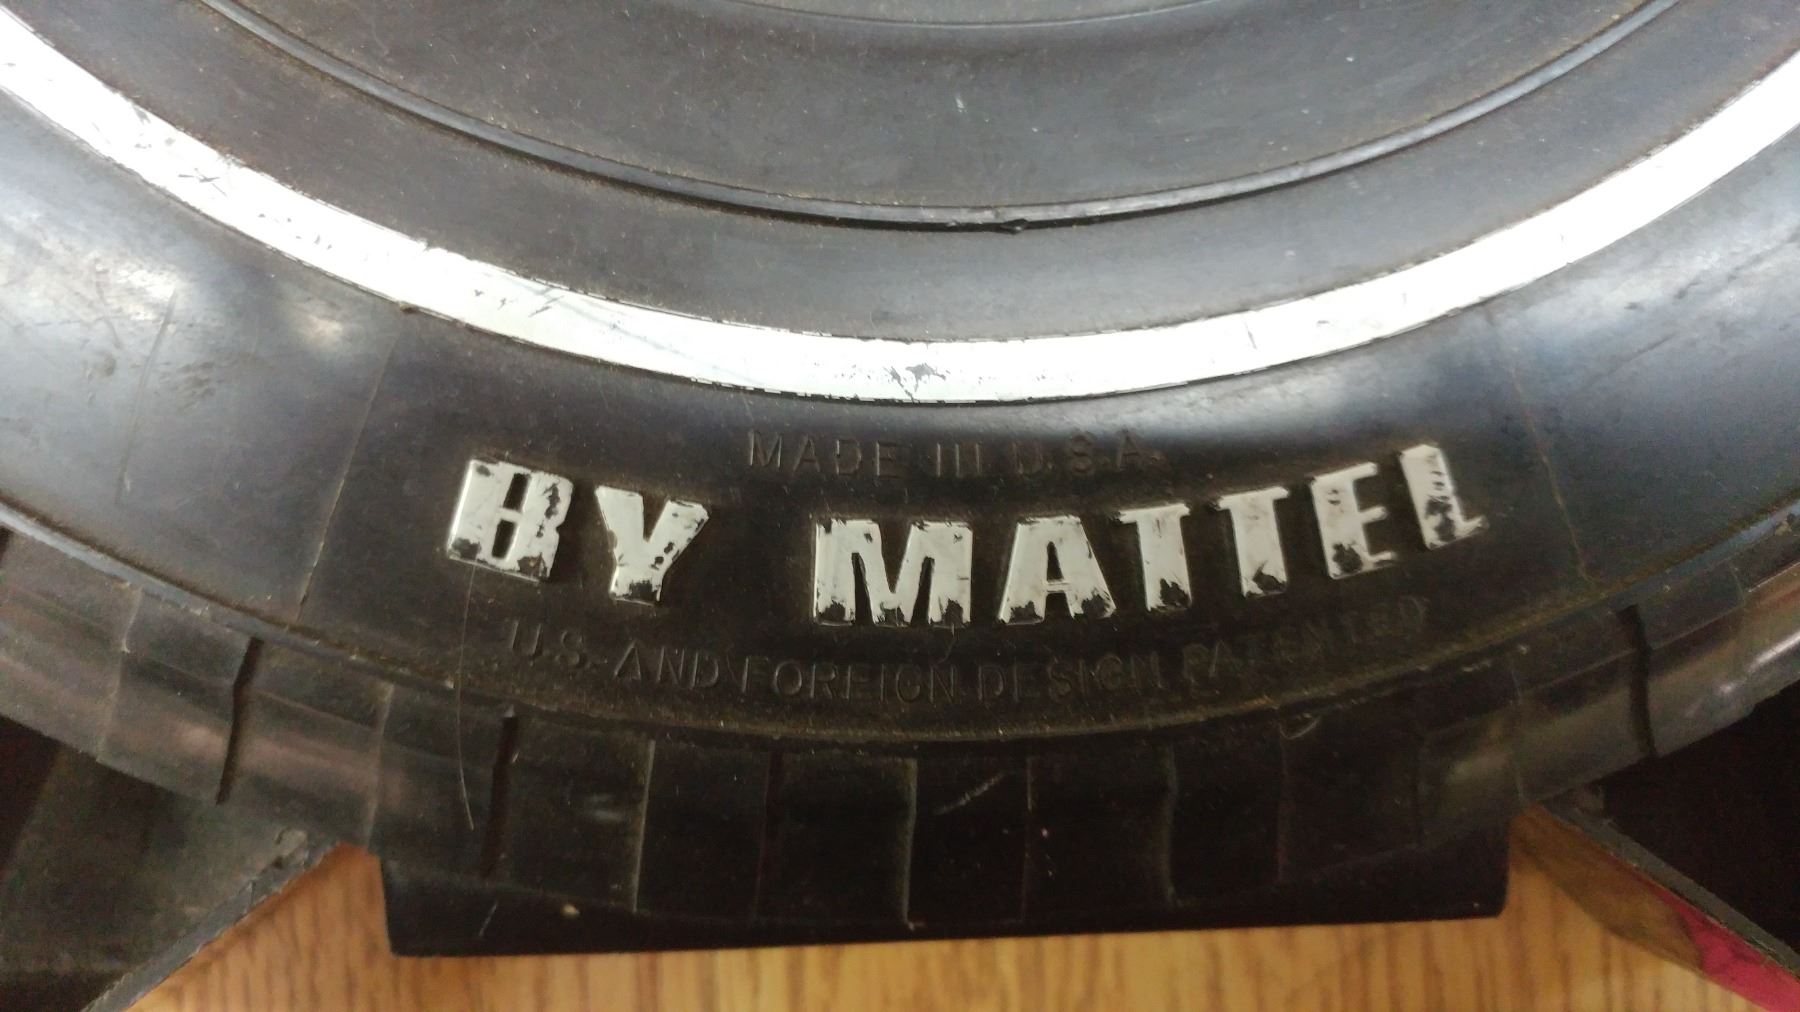 MADE IN U.S.A.
BY MATTEL
U.S. AND FOREIGN DESIGN PATENTED